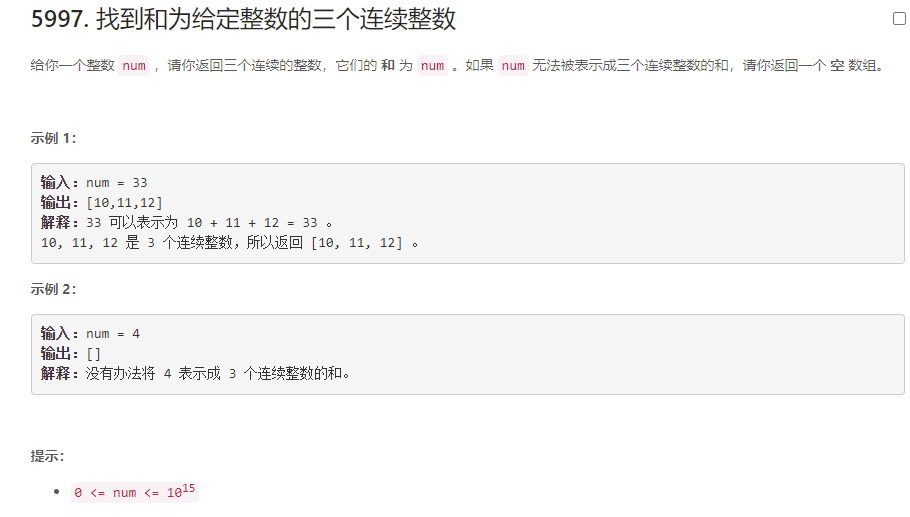 5997. 找到和为给定整数的三个连续整数
给你一个整数 num ，请你返回三个连续的整数，它们的 和 为 num 。如果 num 无法被表示成三个连续整数的和，请你返回一个 空 数组。
示例 1：
输入：num = 33
输出：[10,11,12]
解释：33 可以表示为 10 + 11 + 12 = 33 。
10, 11, 12 是 3 个连续整数，所以返回 [10, 11, 12] 。
示例 2：
输入：num = 4
输出：[]
解释：没有办法将 4 表示成 3 个连续整数的和。
提示：
• 0 <= num <= 10¹⁵